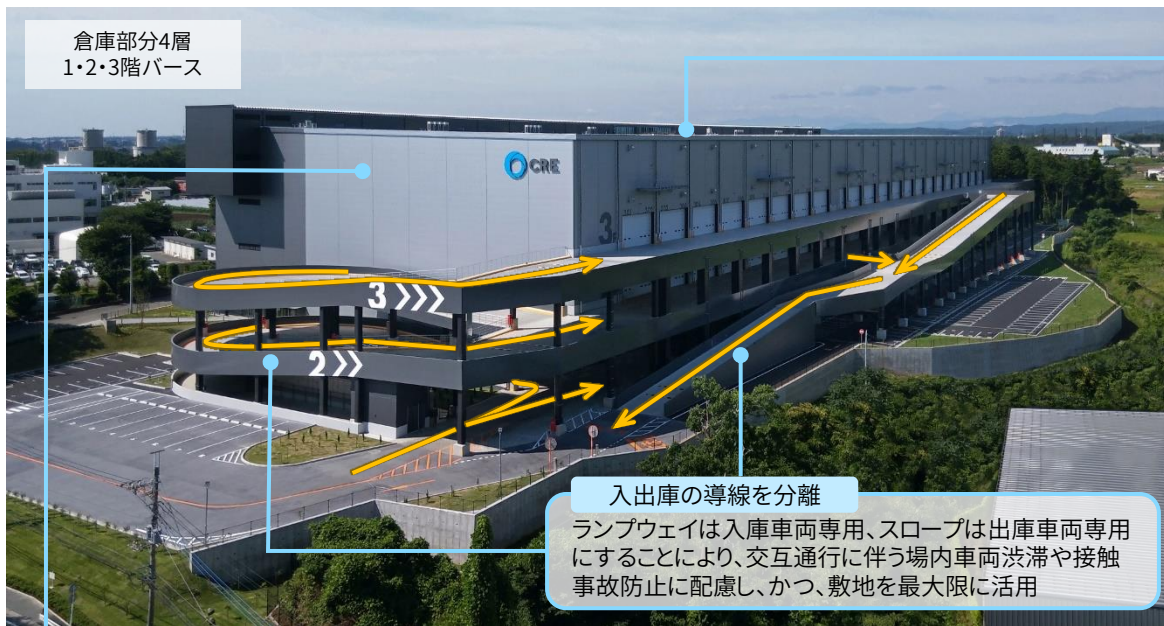 倉庫部分4層
1・2・3階バース
CRE
3
3
2
入出庫の導線を分離
ランプウェイは入庫車両専用、スロープは出庫車両専用
にすることにより、交互通行に伴う場内車両渋滞や接触
事故防止に配慮し、かつ、敷地を最大限に活用